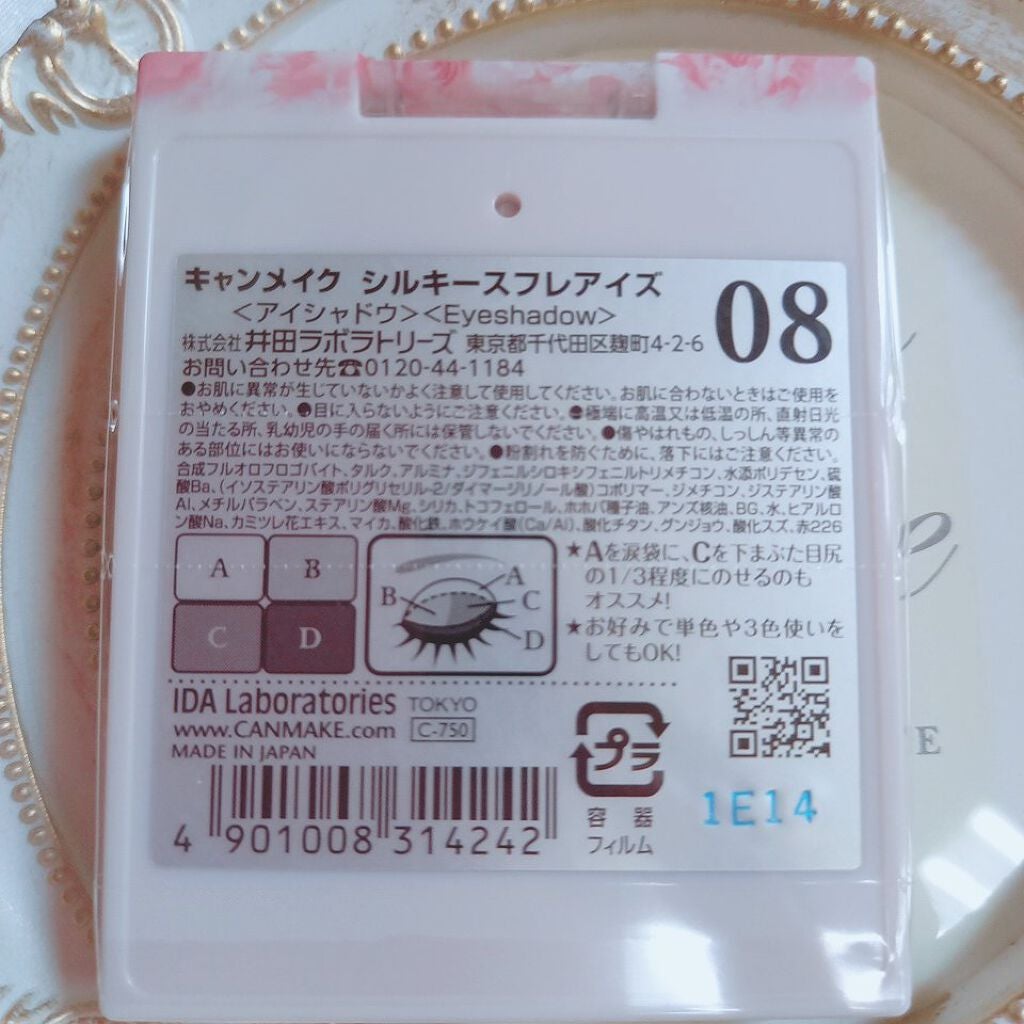 キャンメイク シルキースフレアイズ
<アイシャドウ><Eyeshadow>
08
株式会社 井田ラボラトリーズ 東京都千代田区麹町4-2-6
お問い合わせ先☎0120-44-1184
●お肌に異常が生じていないかよく注意して使用してください。お肌に合わないときはご使用を
おやめください。●目に入らないようにご注意ください。●極端に高温又は低温の所、直射日光
の当たる所、乳幼児の手の届く所には保管しないでください。●傷やはれもの、しっしん等異常の
ある部位にはお使いにならないでください。●粉割れを防ぐために、落下にはご注意ください。
合成フルオロフロゴパイト、タルク、アルミナ、ジフェニルシロキシフェニルトリメチコン、水添ポリデセン、硫
酸Ba、(イソステアリン酸ポリグリセリル-2/ダイマージリノール酸)コポリマー、ジメチコン、ジステアリン酸
Al、メチルパラベン、ステアリン酸Mg、シリカ、トコフェロール、ホホバ種子油、アンズ核油、BG、水、ヒアルロ
ン酸Na、カミツレ花エキス、マイカ、酸化鉄、ホウケイ酸(Ca/Al)、酸化チタン、グンジョウ、酸化スズ、赤226
A B
C D
A
B C
D
★Aを涙袋に、Cを下まぶた目尻
の1/3程度にのせるのも
オススメ!
★お好みで単色や3色使いを
してもOK!
IDA Laboratories TOKYO
www.CANMAKE.com C-750
MADE IN JAPAN
4 901008 314242
プラ
容器
フィルム
1E14
E